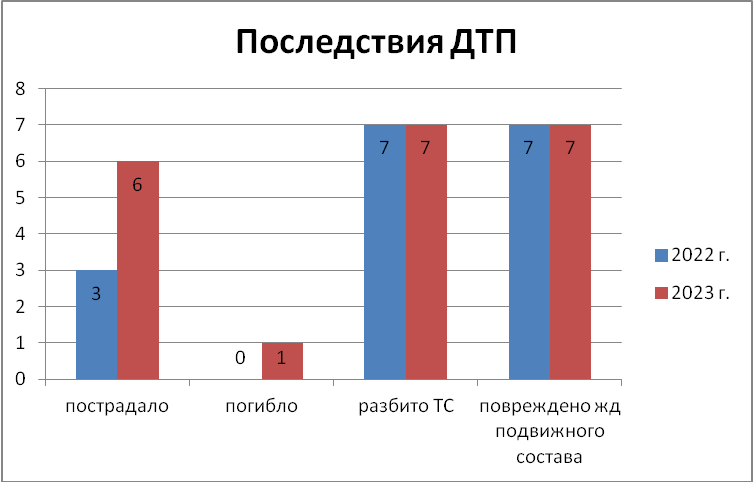 Последствия ДТП
8
7
6
5
4
3
2
1
0
3
6
0
1
7
7
7
7
пострадало
погибло
разбито ТС
повреждено жд
подвижного
состава
2022 г.
2023 г.